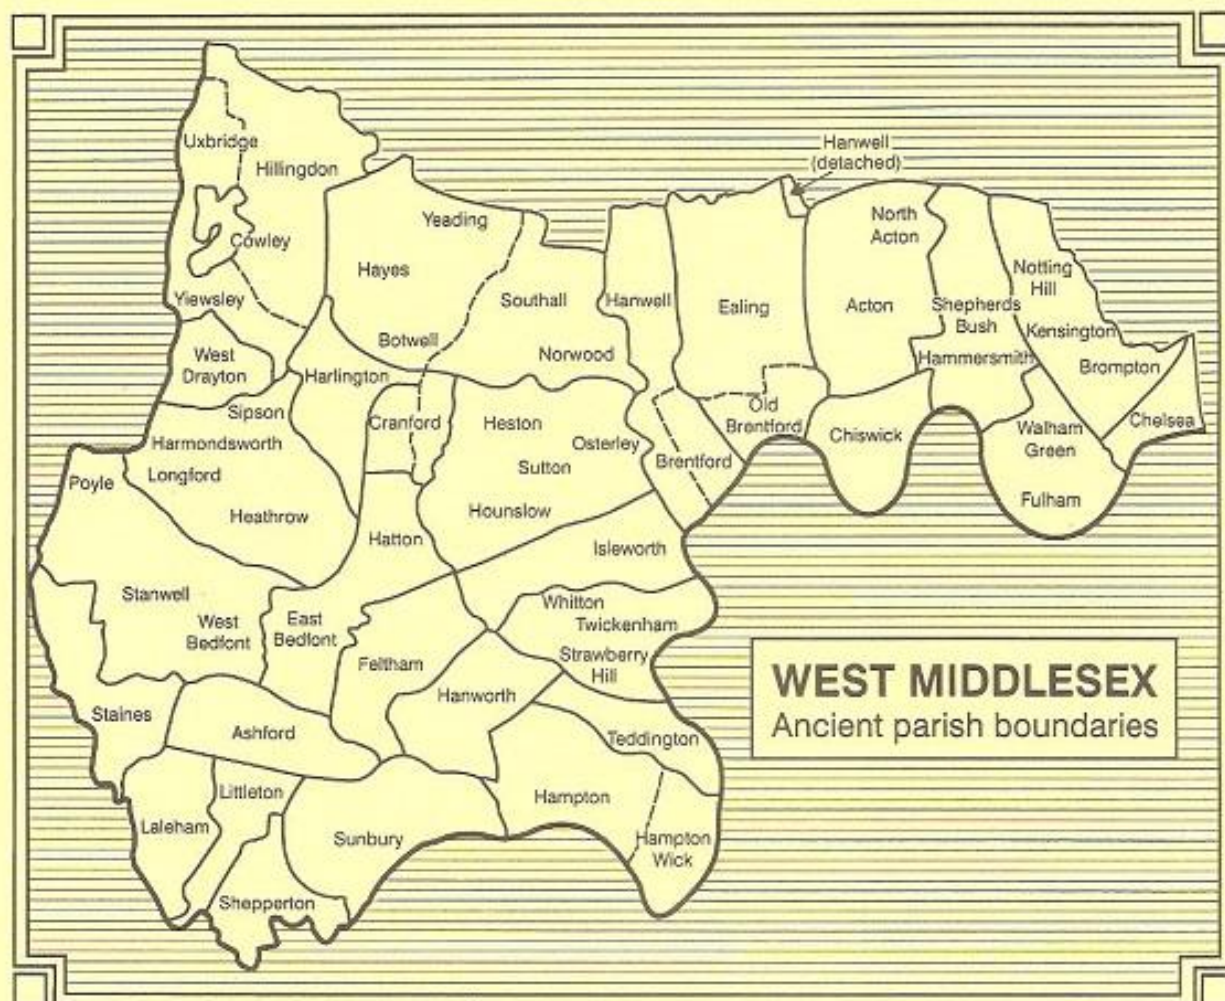 Uxbridge
Hillingdon
Hanwell
(detached)
Cowley
Yeading
North
Acton
Hayes
Notting
Hill
Yiewsley
Southall
Hanwell
Ealing
Acton
Shepherds
Bush
Kensington
West
Drayton
Botwell
Norwood
Hammersmith
Brompton
Harlington
Sipson
Cranford
Heston
Old
Brentford
Chelsea
Harmondsworth
Osterley
Chiswick
Walham
Green
Poyle
Longford
Sutton
Brentford
Heathrow
Hounslow
Fulham
Hatton
Isleworth
Stanwell
West
Bedfont
East
Bedfont
Whitton
Twickenham
Feltham
Strawberry
Hill
WEST MIDDLESEX
Ancient parish boundaries
Staines
Hanworth
Ashford
Teddington
Littleton
Hampton
Laleham
Sunbury
Hampton
Wick
Shepperton